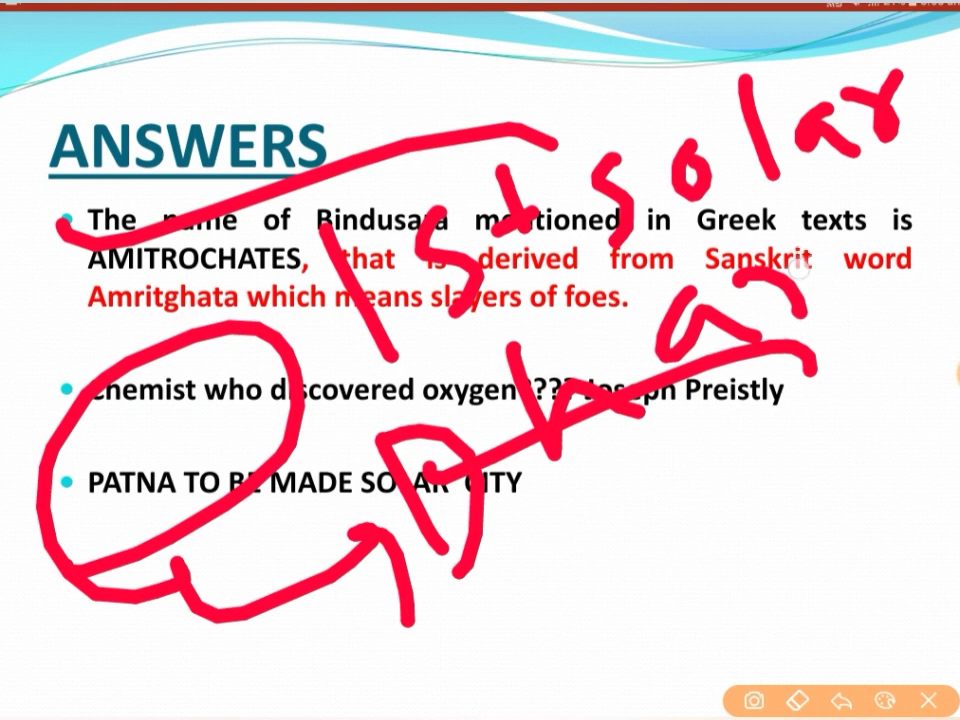 ANSWERS
The name of Bindusara mentioned in Greek texts is
AMITROCHATES, that is derived from Sanskrit word
Amritghata which means slayers of foes.
Chemist who discovered oxygen???? Joseph Preistly
PATNA TO BE MADE SOLAR CITY
1st solar